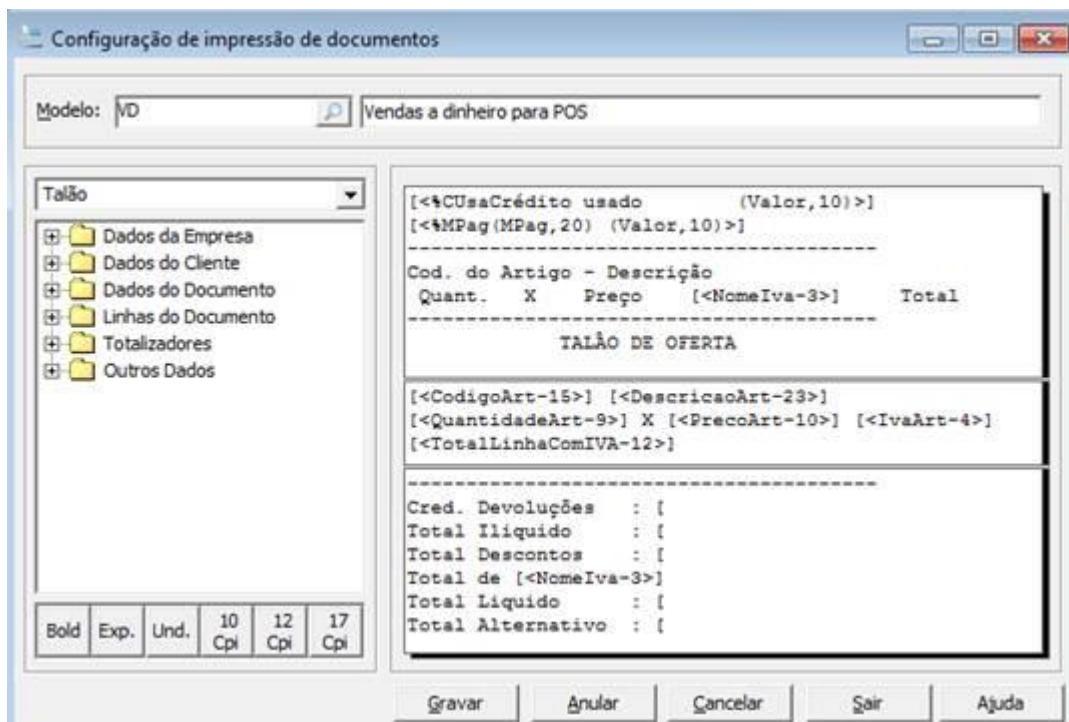 Configuração de impressão de documentos
Modelo: VD Vendas a dinheiro para POS
Talão
Dados da Empresa
Dados do Cliente
Dados do Documento
Linhas do Documento
Totalizadores
Outros Dados
Bold Exp. Und. 10 Cpi 12 Cpi 17 Cpi
[<%CUsaCrédito usado (Valor,10)>]
[<%MPag(MPag,20) (Valor,10)>]
----------------------------------------
Cod. do Artigo - Descrição
Quant. X Preço [<NomeIva-3>] Total
----------------------------------------
TALÃO DE OFERTA
[<CodigoArt-15>] [<DescricaoArt-23>]
[<QuantidadeArt-9>] X [<PrecoArt-10>] [<IvaArt-4>]
[<TotalLinhaComIVA-12>]
----------------------------------------
Cred. Devoluções : [
Total Iliquido : [
Total Descontos : [
Total de [<NomeIva-3>]
Total Liquido : [
Total Alternativo : [
Gravar Anular Cancelar Sair Ajuda